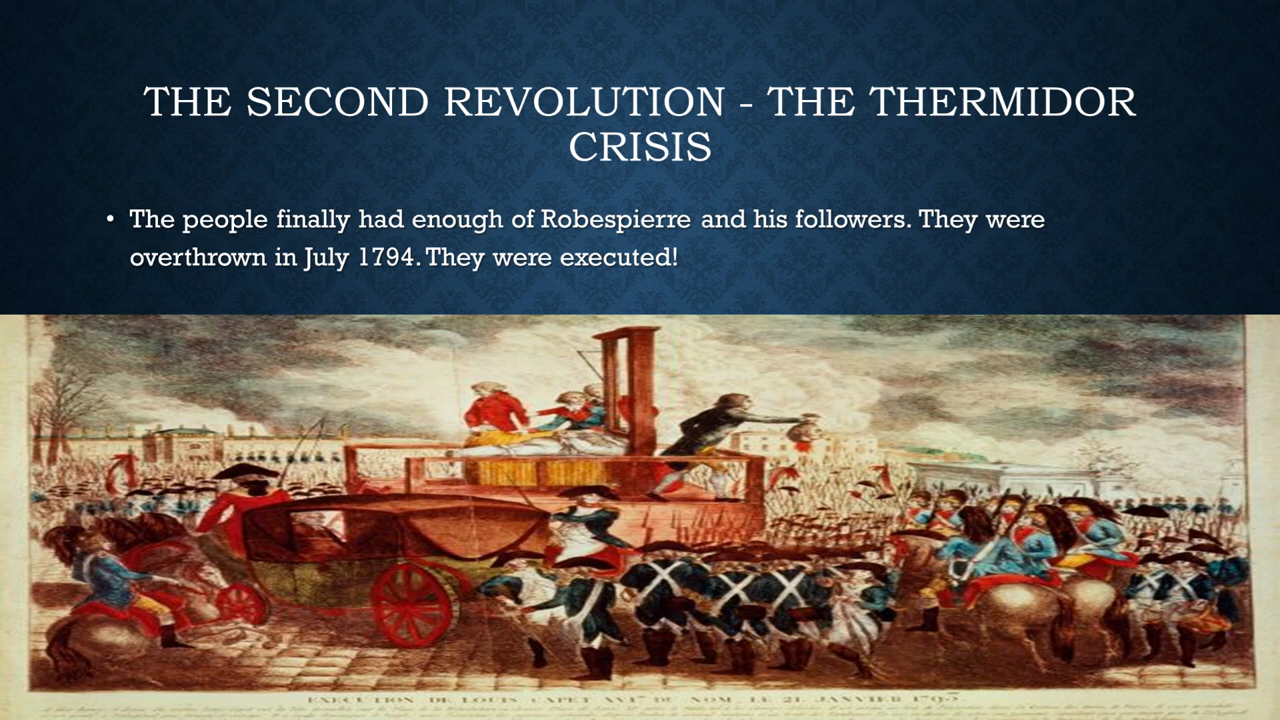 THE SECOND REVOLUTION - THE THERMIDOR
CRISIS
• The people finally had enough of Robespierre and his followers. They were
overthrown in July 1794. They were executed!
EXECUTION DE LOUIS CAPET XVIme DU NOM, LE 21 JANVIER 1793